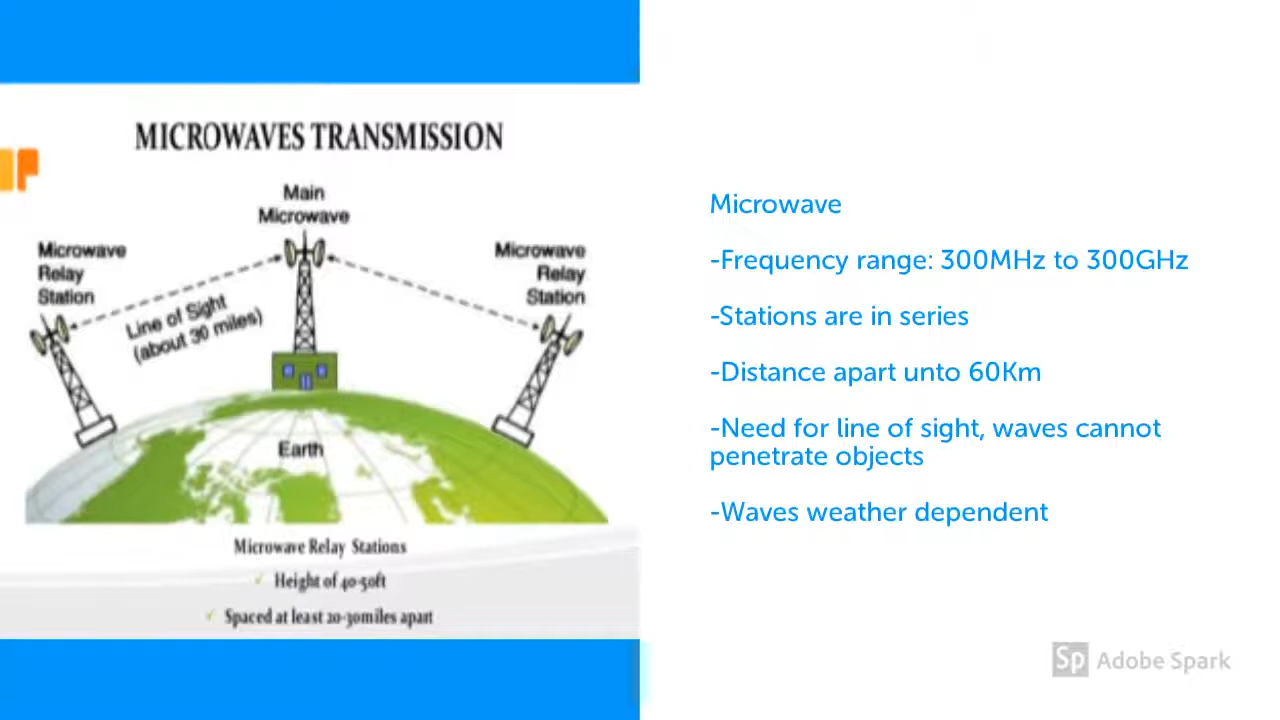 MICROWAVES TRANSMISSION
Main
Microwave
Microwave
Relay
Station
Microwave
Relay
Station
Line of Sight
(about 30 miles)
Earth
Microwave Relay Stations
✓ Height of 40-50ft
✓ Spaced at least 20-30miles apart
Microwave
-Frequency range: 300MHz to 300GHz
-Stations are in series
-Distance apart unto 60Km
-Need for line of sight, waves cannot
penetrate objects
-Waves weather dependent
Sp Adobe Spark